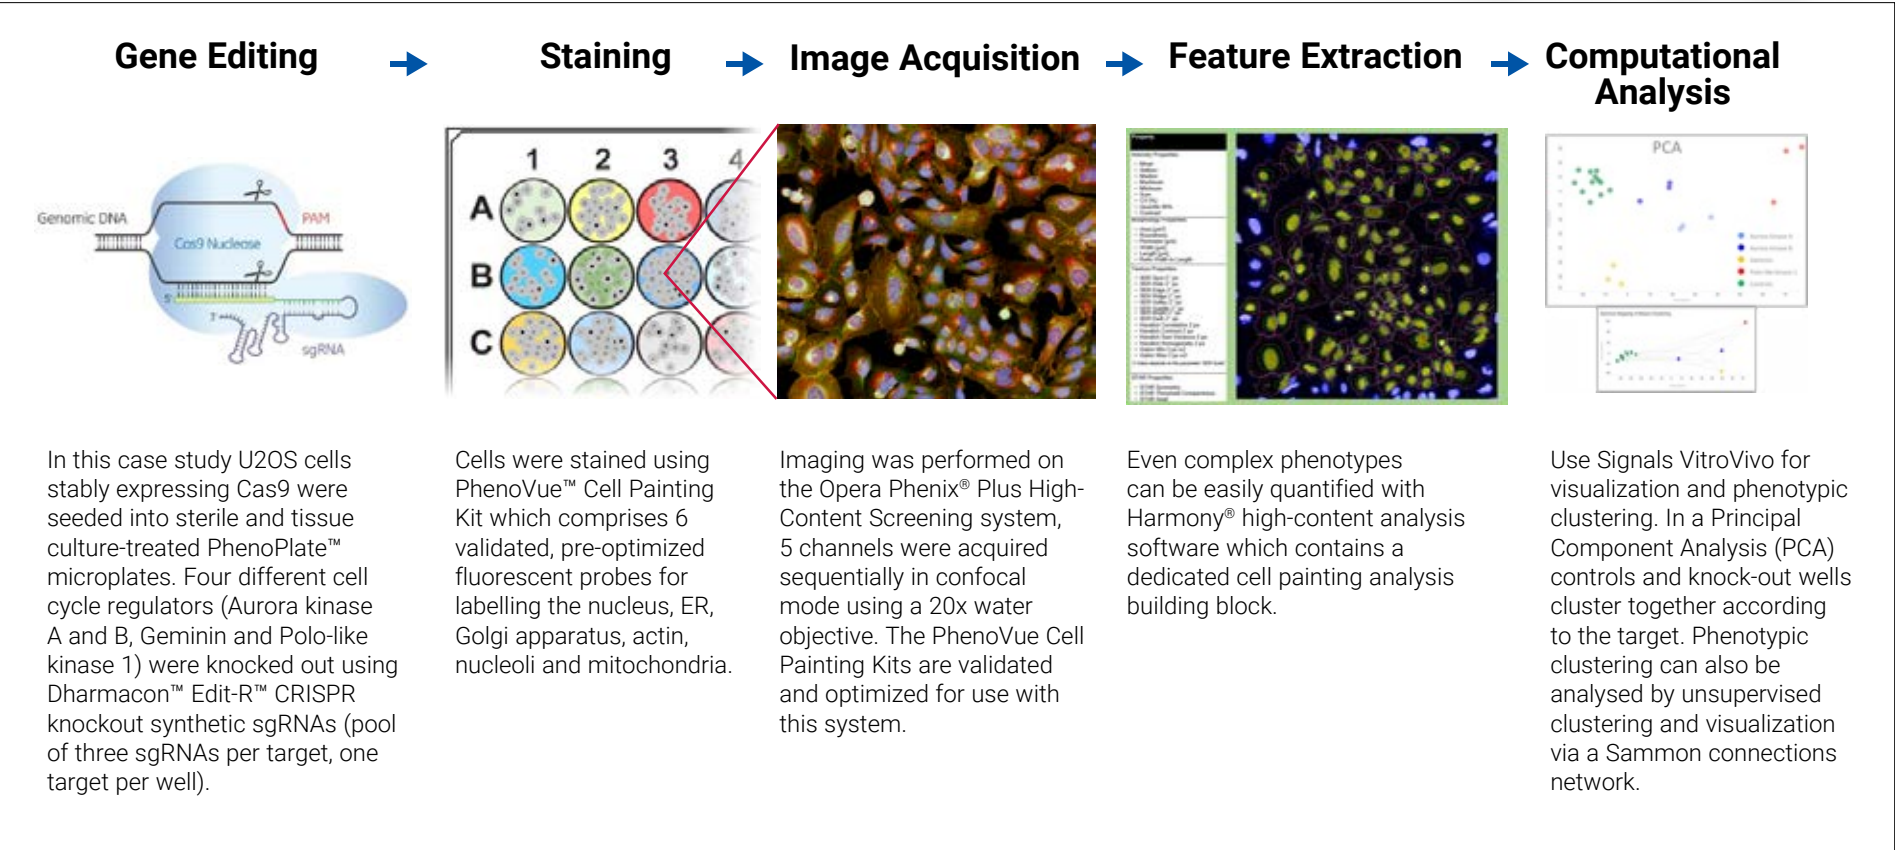 Gene Editing
Staining
Image Acquisition
Feature Extraction
Computational
Analysis
Genomic DNA
PAM
Cas9 Nuclease
5'
3'
sgRNA
1 2 3 4
A
B
C
PCA
In this case study U2OS cells
stably expressing Cas9 were
seeded into sterile and tissue
culture-treated PhenoPlate™
microplates. Four different cell
cycle regulators (Aurora kinase
A and B, Geminin and Polo-like
kinase 1) were knocked out using
Dharmacon™ Edit-R™ CRISPR
knockout synthetic sgRNAs (pool
of three sgRNAs per target, one
target per well).
Cells were stained using
PhenoVue™ Cell Painting
Kit which comprises 6
validated, pre-optimized
fluorescent probes for
labelling the nucleus, ER,
Golgi apparatus, actin,
nucleoli and mitochondria.
Imaging was performed on
the Opera Phenix® Plus High-
Content Screening system,
5 channels were acquired
sequentially in confocal
mode using a 20x water
objective. The PhenoVue Cell
Painting Kits are validated
and optimized for use with
this system.
Even complex phenotypes
can be easily quantified with
Harmony® high-content analysis
software which contains a
dedicated cell painting analysis
building block.
Use Signals VitroVivo for
visualization and phenotypic
clustering. In a Principal
Component Analysis (PCA)
controls and knock-out wells
cluster together according
to the target. Phenotypic
clustering can also be
analysed by unsupervised
clustering and visualization
via a Sammon connections
network.